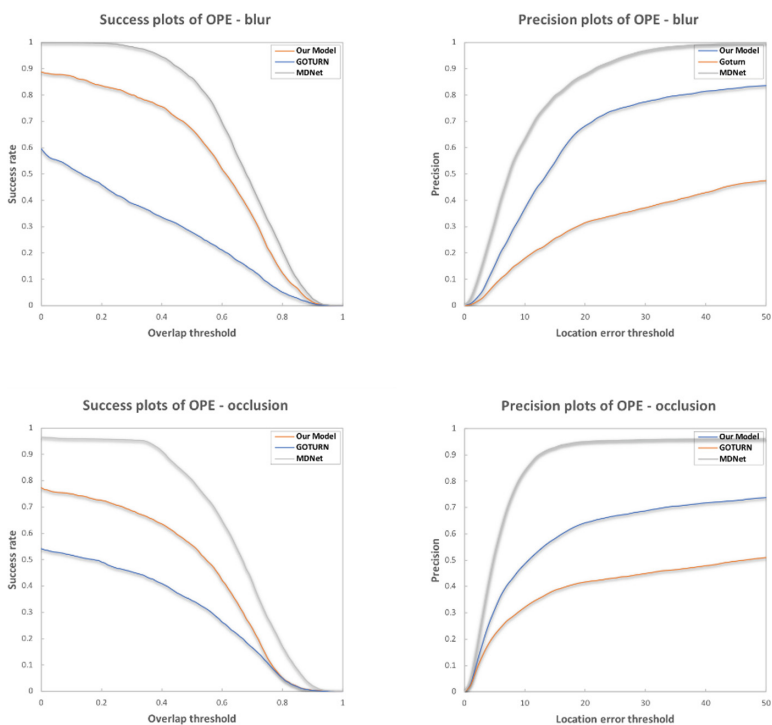 Success plots of OPE - blur
1
0.9
0.8
0.7
0.6
0.5
0.4
0.3
0.2
0.1
0
Success rate
Our Model
GOTURN
MDNet
0 0.2 0.4 0.6 0.8 1
Overlap threshold
Precision plots of OPE - blur
1
0.9
0.8
0.7
0.6
0.5
0.4
0.3
0.2
0.1
0
Precision
Our Model
Goturn
MDNet
0 10 20 30 40 50
Location error threshold
Success plots of OPE - occlusion
1
0.9
0.8
0.7
0.6
0.5
0.4
0.3
0.2
0.1
0
Success rate
Our Model
GOTURN
MDNet
0 0.2 0.4 0.6 0.8 1
Overlap threshold
Precision plots of OPE - occlusion
1
0.9
0.8
0.7
0.6
0.5
0.4
0.3
0.2
0.1
0
Precision
Our Model
GOTURN
MDNet
0 10 20 30 40 50
Location error threshold